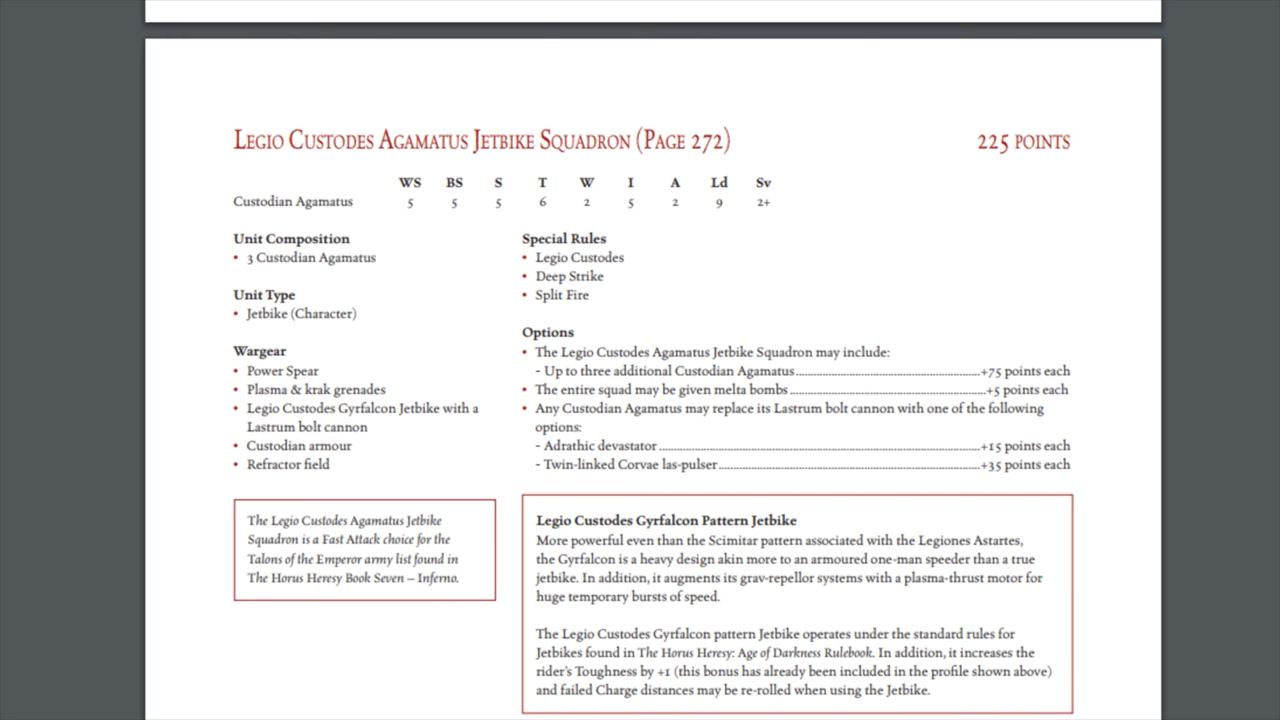 Legio Custodes Agamatus Jetbike Squadron (Page 272) 225 points
WS BS S T W I A Ld Sv
Custodian Agamatus 5 5 5 6 2 5 2 9 2+
Unit Composition
• 3 Custodian Agamatus
Unit Type
• Jetbike (Character)
Wargear
• Power Spear
• Plasma & krak grenades
• Legio Custodes Gyrfalcon Jetbike with a
Lastrum bolt cannon
• Custodian armour
• Refractor field
Special Rules
• Legio Custodes
• Deep Strike
• Split Fire
Options
• The Legio Custodes Agamatus Jetbike Squadron may include:
- Up to three additional Custodian Agamatus....................+75 points each
• The entire squad may be given melta bombs....................+5 points each
• Any Custodian Agamatus may replace its Lastrum bolt cannon with one of the following
options:
- Adrathic devastator....................+15 points each
- Twin-linked Corvae las-pulser....................+35 points each
The Legio Custodes Agamatus Jetbike
Squadron is a Fast Attack choice for the
Talons of the Emperor army list found in
The Horus Heresy Book Seven – Inferno.
Legio Custodes Gyrfalcon Pattern Jetbike
More powerful even than the Scimitar pattern associated with the Legiones Astartes,
the Gyrfalcon is a heavy design akin more to an armoured one-man speeder than a true
jetbike. In addition, it augments its grav-repellor systems with a plasma-thrust motor for
huge temporary bursts of speed.
The Legio Custodes Gyrfalcon pattern Jetbike operates under the standard rules for
Jetbikes found in The Horus Heresy: Age of Darkness Rulebook. In addition, it increases the
rider's Toughness by +1 (this bonus has already been included in the profile shown above)
and failed Charge distances may be re-rolled when using the Jetbike.